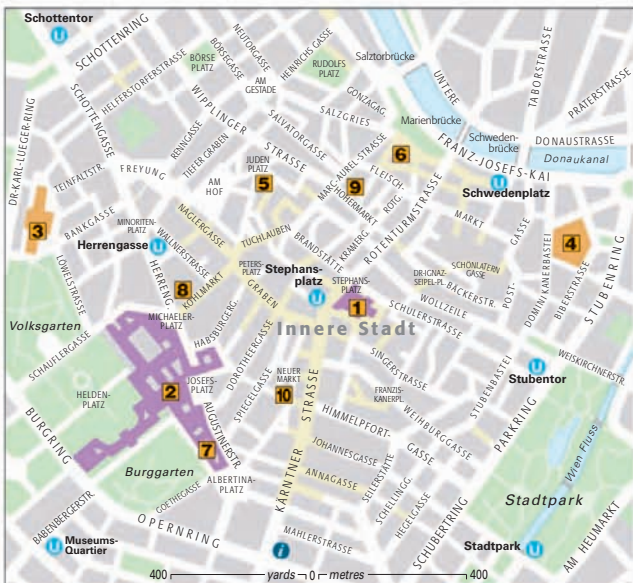 Schottentor
SCHOTTENRING
NEUTORGASSE
HEINRICHS GASSE
BÖRSEGASSE
BÖRSE
PLATZ
RUDOLFS
PLATZ
Salztorbrücke
HELFERSTORFERSTRASSE
AM
GESTADE
GONZAGAG.
UNTERE
TABORSTRASSE
PRATERSTRASSE
SCHOTTENGASSE
WIPPLINGER
STRASSE
SALVATORGASSE
SALZGRIES
Marienbrücke
Schweden-
brücke
DONAUSTRASSE
Donaukanal
FRANZ-JOSEFS-KAI
DR-KARL-LUEGER-RING
RENNGASSE
TIEFER GRABEN
TEINFALTSTR.
FREYUNG
JUDEN
PLATZ
MARC-AUREL-STRASSE
6
FLEISCH-
5
9
AM
HOF
HOHERMARKT
ROTG.
ROTENTURMSTRASSE
Schwedenplatz
3
BANKGASSE
MINORITEN-
PLATZ
NAGLERGASSE
TUCHLAUBEN
BRANDSTÄTTE
KRAMERG.
MARKT
GASSE
4
Herrengasse
WALLNERSTRASSE
HERRENG.
LÖWELSTRASSE
PETERS-
PLATZ
Stephans-
platz
STEPHANS-
PLATZ
DR-IGNAZ-
SEIPEL-PL.
SCHÖNLATERN
GASSE
BÄCKERSTR.
POST-
DOMINIKANERBASTEI
BIBERSTRASSE
STUBENRING
8
KOHLMARKT
GRABEN
1
WOLLZEILE
SCHULERSTRASSE
MICHAELER-
PLATZ
HABSBURGERG.
Innere Stadt
Volksgarten
SCHAUFLERGASSE
DOROTHEERGASSE
SINGERSTRASSE
WEISKIRCHNERSTR.
Stubentor
HELDEN-
PLATZ
2
JOSEFS-
PLATZ
SPIEGELGASSE
NEUER
MARKT
10
FRANZIS-
KANERPL.
STUBENBASTEI
BURGRING
AUGUSTINERSTR.
STRASSE
HIMMELPFORT-
GASSE
WEIHBURGGASSE
PARKRING
7
Burggarten
JOHANNESGASSE
Wien Fluss
ALBERTINA-
PLATZ
KÄRNTNER
ANNAGASSE
SEILERSTÄTTE
SCHELLINGG.
HEGELGASSE
Stadtpark
GOETHEGASSE
BABENBERGERSTR.
OPERNRING
SCHUBERTRING
AM HEUMARKT
Museums-
Quartier
i
MAHLERSTRASSE
Stadtpark
400 yards 0 metres 400
U
U
U
U
U
U
U